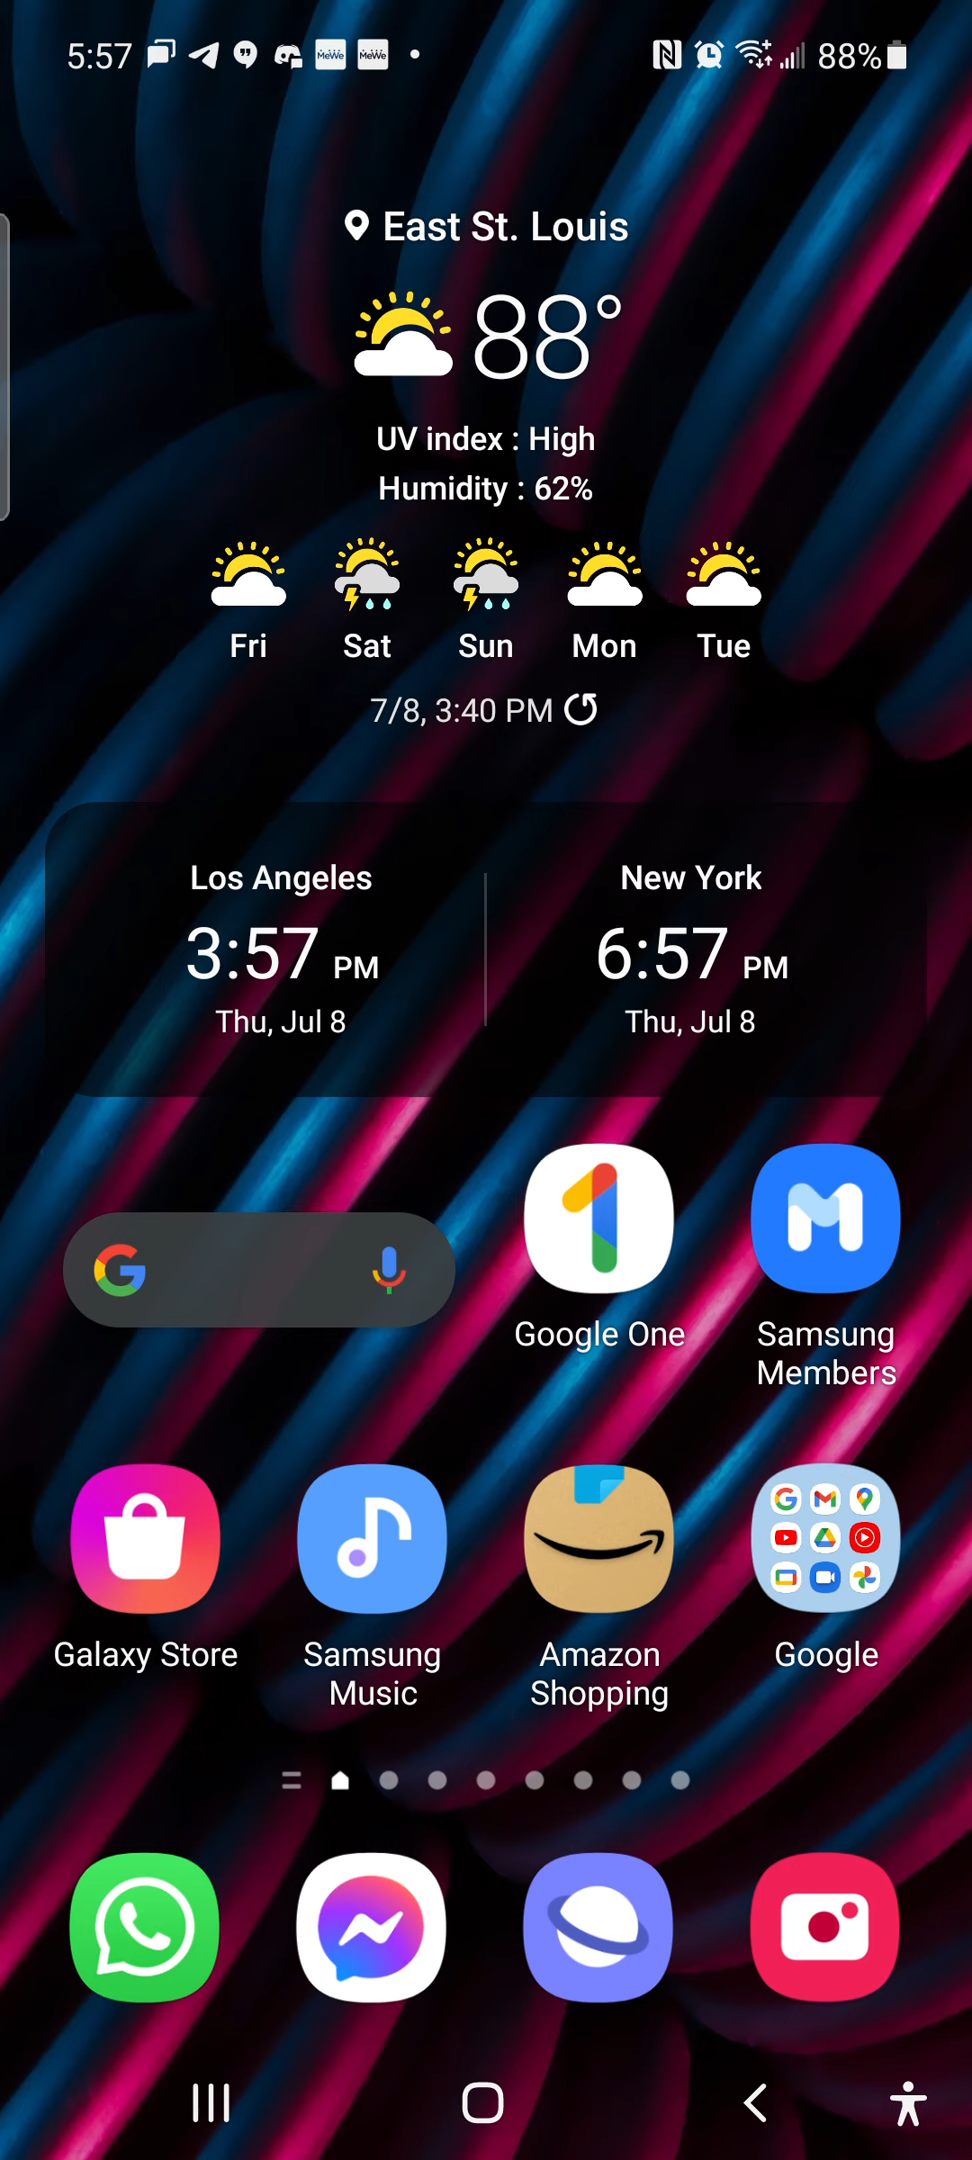 5:57 MeWe MeWe 88%
East St. Louis
88°
UV index : High
Humidity : 62%
Fri Sat Sun Mon Tue
7/8, 3:40 PM
Los Angeles New York
3:57 PM 6:57 PM
Thu, Jul 8 Thu, Jul 8
Google One Samsung
Members
Galaxy Store Samsung
Music Amazon
Shopping Google